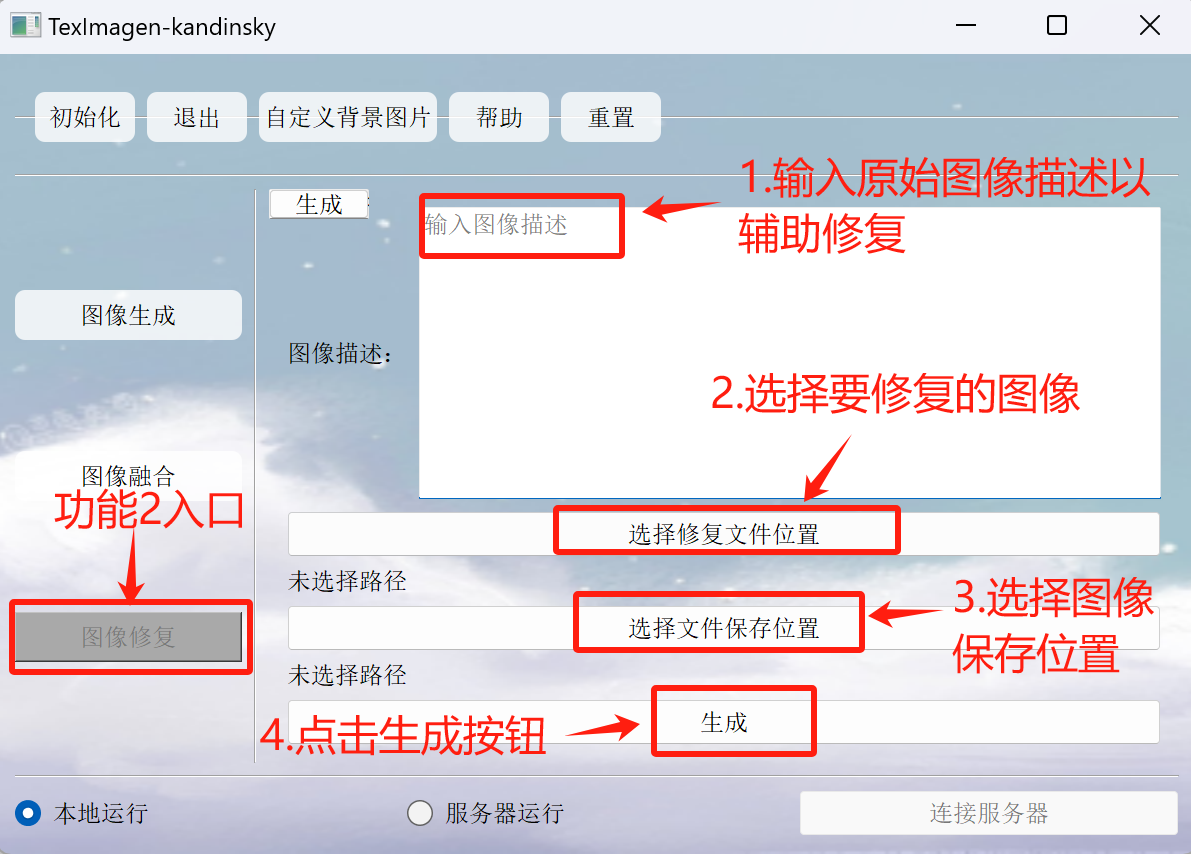 TexImagen-kandinsky
初始化
退出
自定义背景图片
帮助
重置
1.输入原始图像描述以
辅助修复
生成
输入图像描述
图像生成
图像描述：
2.选择要修复的图像
图像融合
功能2入口
选择修复文件位置
未选择路径
3.选择图像
保存位置
选择文件保存位置
图像修复
未选择路径
4.点击生成按钮
生成
本地运行
服务器运行
连接服务器